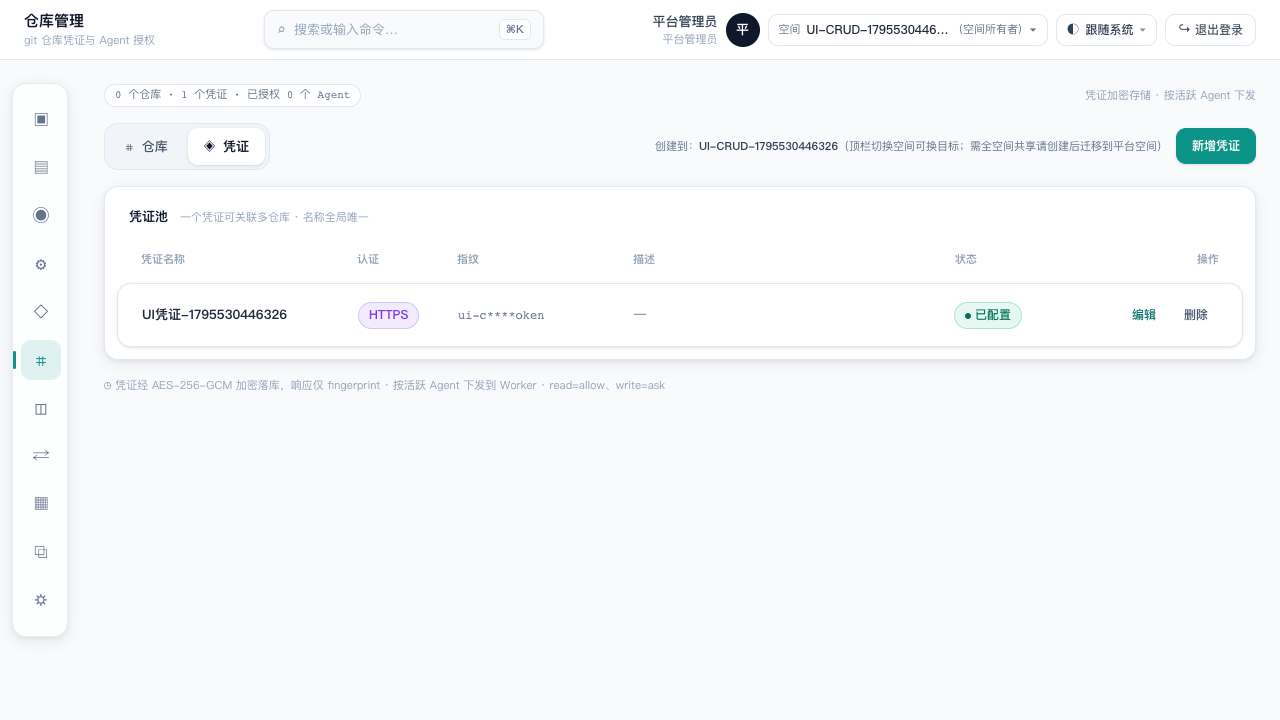 仓库管理
git 仓库凭证与 Agent 授权
搜索或输入命令… ⌘K
平台管理员
平台管理员
平
空间 UI-CRUD-1795530446… (空间所有者)
跟随系统
退出登录
0 个仓库 · 1 个凭证 · 已授权 0 个 Agent
凭证加密存储 · 按活跃 Agent 下发
仓库
凭证
创建到: UI-CRUD-1795530446326 (顶栏切换空间可换目标; 需全空间共享请创建后迁移到平台空间)
新增凭证
凭证池 一个凭证可关联多仓库 · 名称全局唯一
凭证名称 认证 指纹 描述 状态 操作
UI凭证-1795530446326 HTTPS ui-c****oken — 已配置 编辑 删除
凭证经 AES-256-GCM 加密落库, 响应仅 fingerprint · 按活跃 Agent 下发到 Worker · read=allow、write=ask